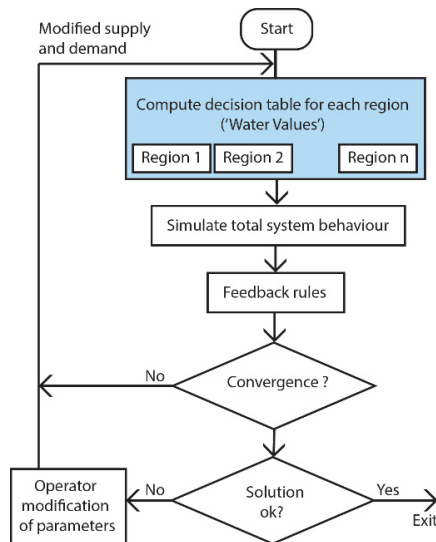 Modified supply
and demand
Start
Compute decision table for each region
('Water Values')
Region 1
Region 2
Region n
Simulate total system behaviour
Feedback rules
No
Convergence ?
Operator
modification
of parameters
No
Solution
ok?
Yes
Exit